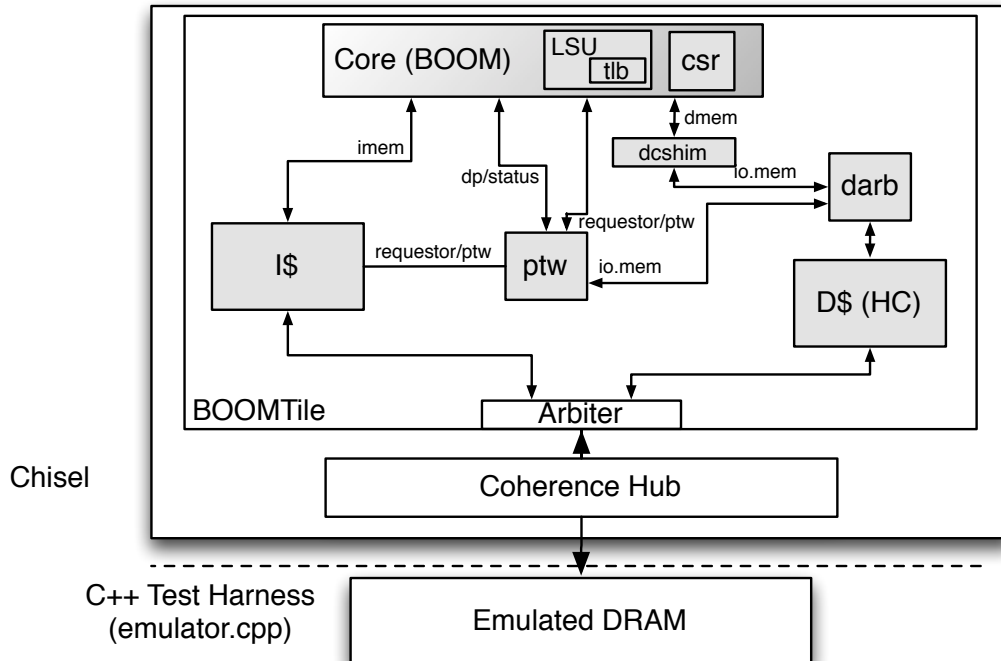 Core (BOOM)
LSU
tlb
csr
imem
dmem
dcshim
dp/status
io.mem
darb
requestor/ptw
I$
requestor/ptw
ptw
io.mem
D$ (HC)
BOOMTile
Arbiter
Chisel
Coherence Hub
C++ Test Harness
(emulator.cpp)
Emulated DRAM